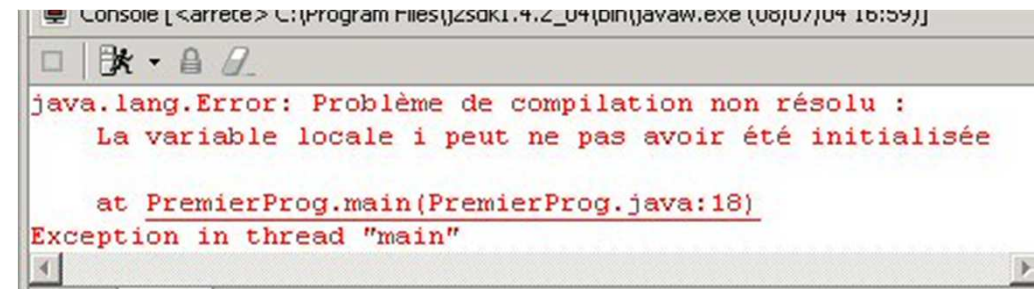 Console [<arrêté> C:\Program Files\j2sdk1.4.2_04\bin\javaw.exe (08/07/04 16:59)]
java.lang.Error: Problème de compilation non résolu :
La variable locale i peut ne pas avoir été initialisée
at PremierProg.main(PremierProg.java:18)
Exception in thread "main"